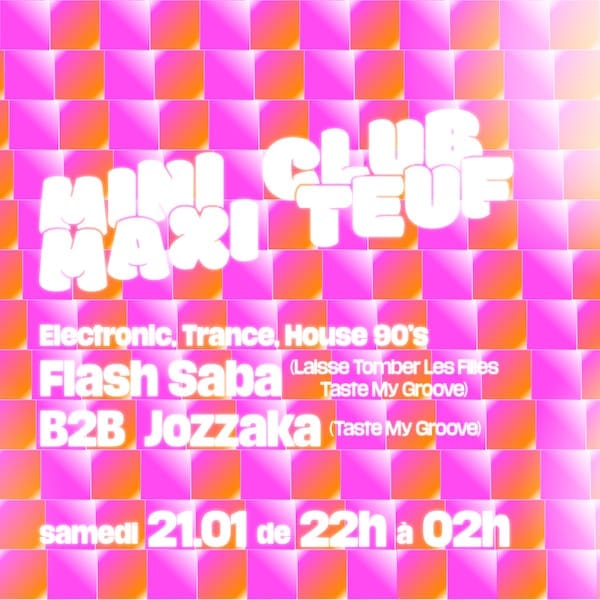 MINI CLUB
MAXI TEUF
Electronic, Trance, House 90's
Flash Saba (Laisse Tomber Les Filles
Taste My Groove)
B2B Jozzaka (Taste My Groove)
samedi 21.01 de 22h à 02h